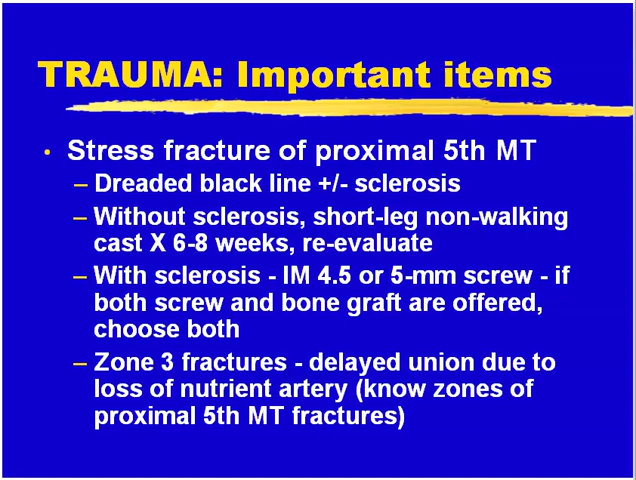 TRAUMA: Important items
• Stress fracture of proximal 5th MT
– Dreaded black line +/- sclerosis
– Without sclerosis, short-leg non-walking
cast X 6-8 weeks, re-evaluate
– With sclerosis - IM 4.5 or 5-mm screw - if
both screw and bone graft are offered,
choose both
– Zone 3 fractures - delayed union due to
loss of nutrient artery (know zones of
proximal 5th MT fractures)